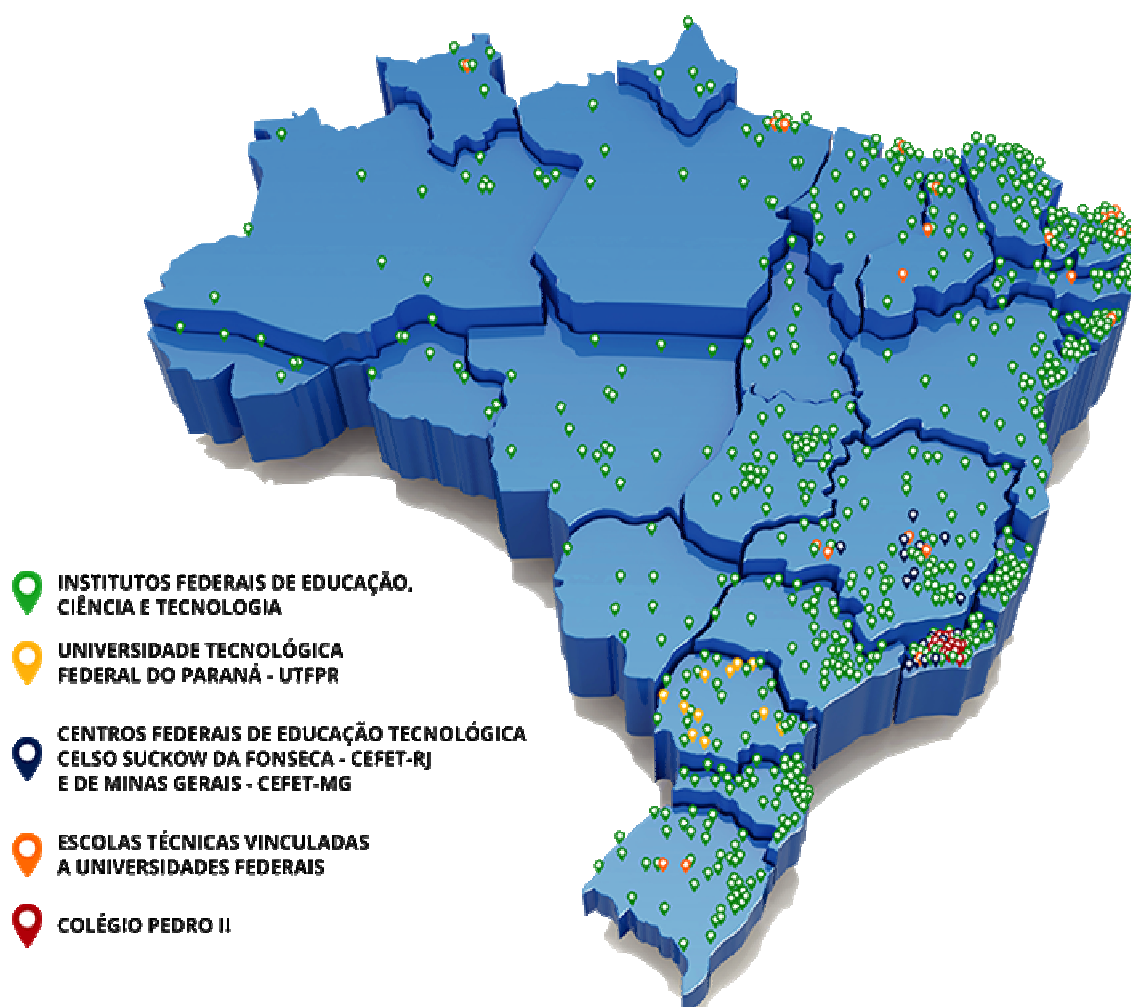 INSTITUTOS FEDERAIS DE EDUCAÇÃO,
CIÊNCIA E TECNOLOGIA
UNIVERSIDADE TECNOLÓGICA
FEDERAL DO PARANÁ - UTFPR
CENTROS FEDERAIS DE EDUCAÇÃO TECNOLÓGICA
CELSO SUCKOW DA FONSECA - CEFET-RJ
E DE MINAS GERAIS - CEFET-MG
ESCOLAS TÉCNICAS VINCULADAS
A UNIVERSIDADES FEDERAIS
COLÉGIO PEDRO II